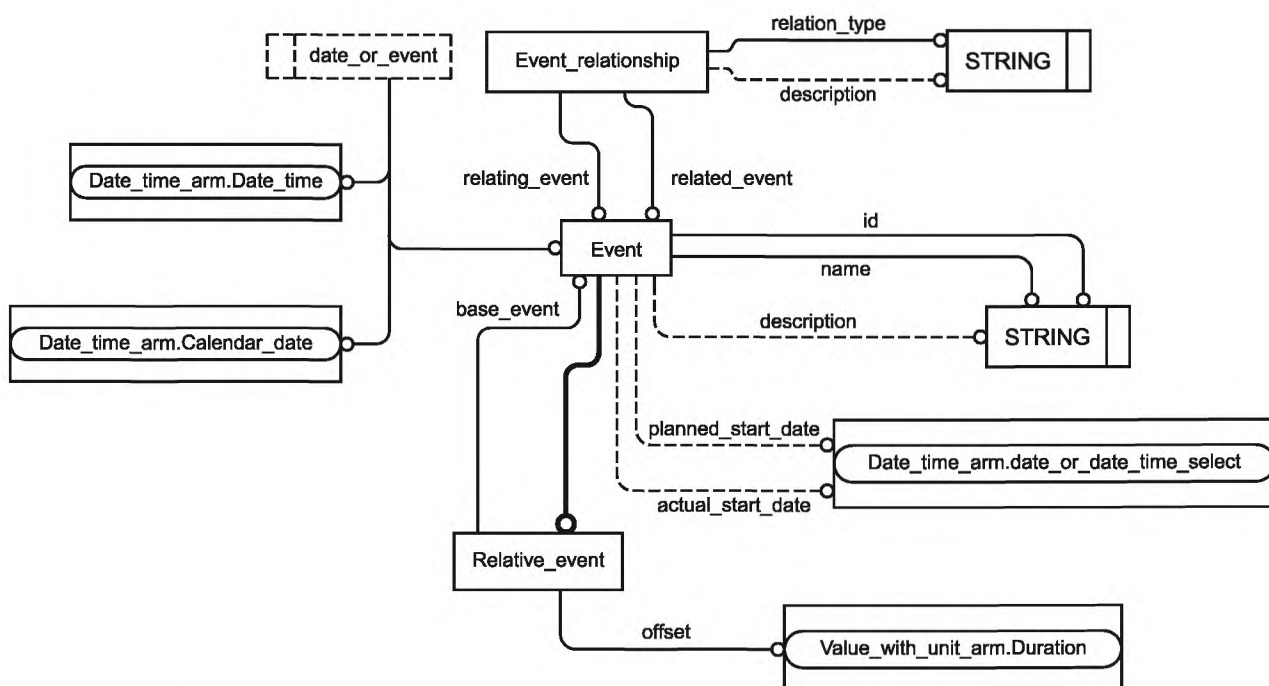 relation_type
date_or_event
Event_relationship
STRING
description
Date_time_arm.Date_time
relating_event
related_event
id
Event
name
base_event
description
STRING
Date_time_arm.Calendar_date
planned_start_date
Date_time_arm.date_or_date_time_select
actual_start_date
Relative_event
offset
Value_with_unit_arm.Duration